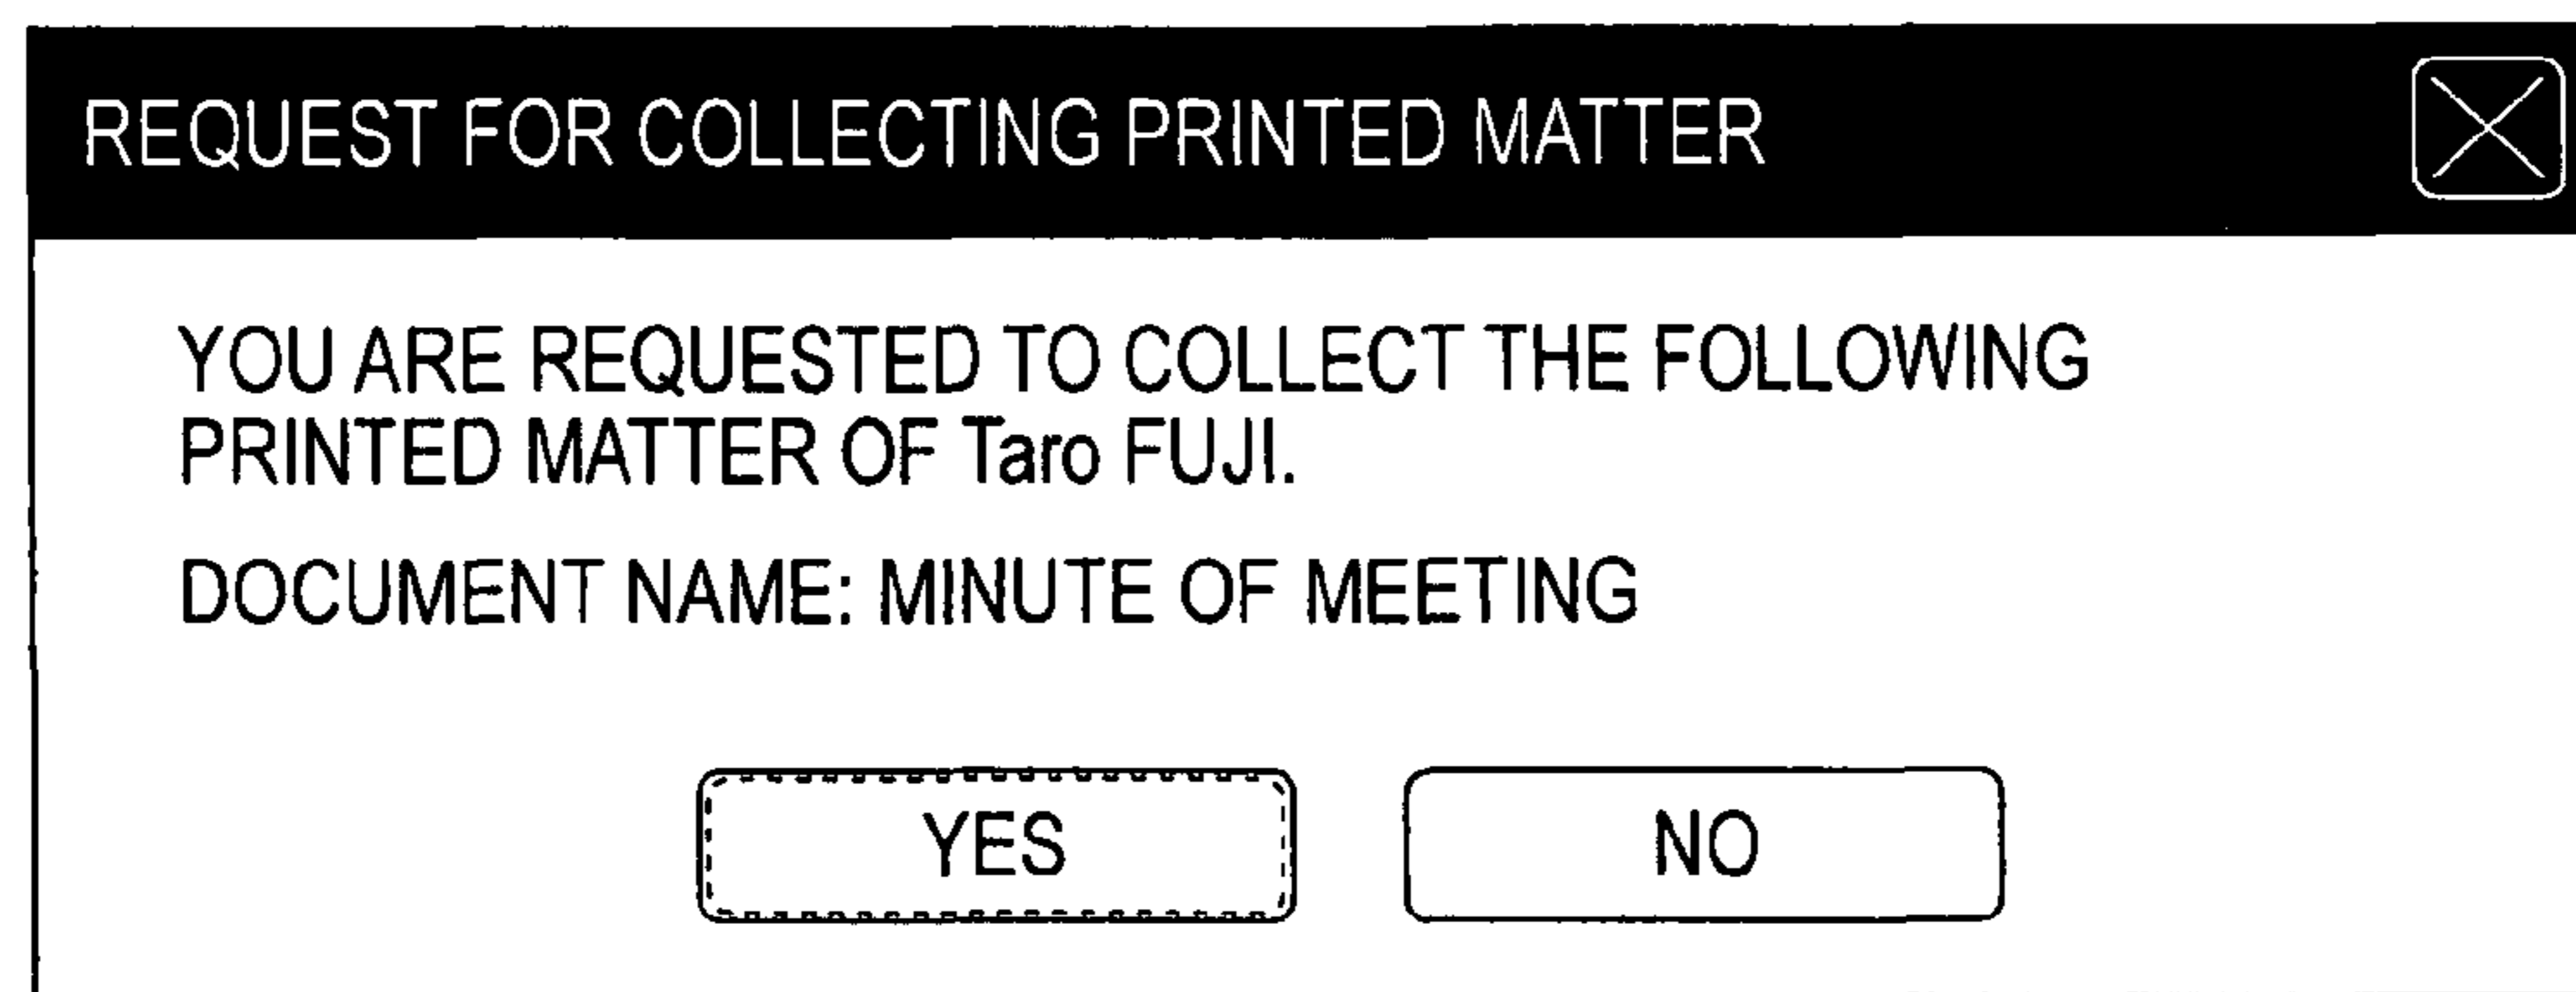 REQUEST FOR COLLECTING PRINTED MATTER
YOU ARE REQUESTED TO COLLECT THE FOLLOWING
PRINTED MATTER OF Taro FUJI.
DOCUMENT NAME: MINUTE OF MEETING
YES
NO